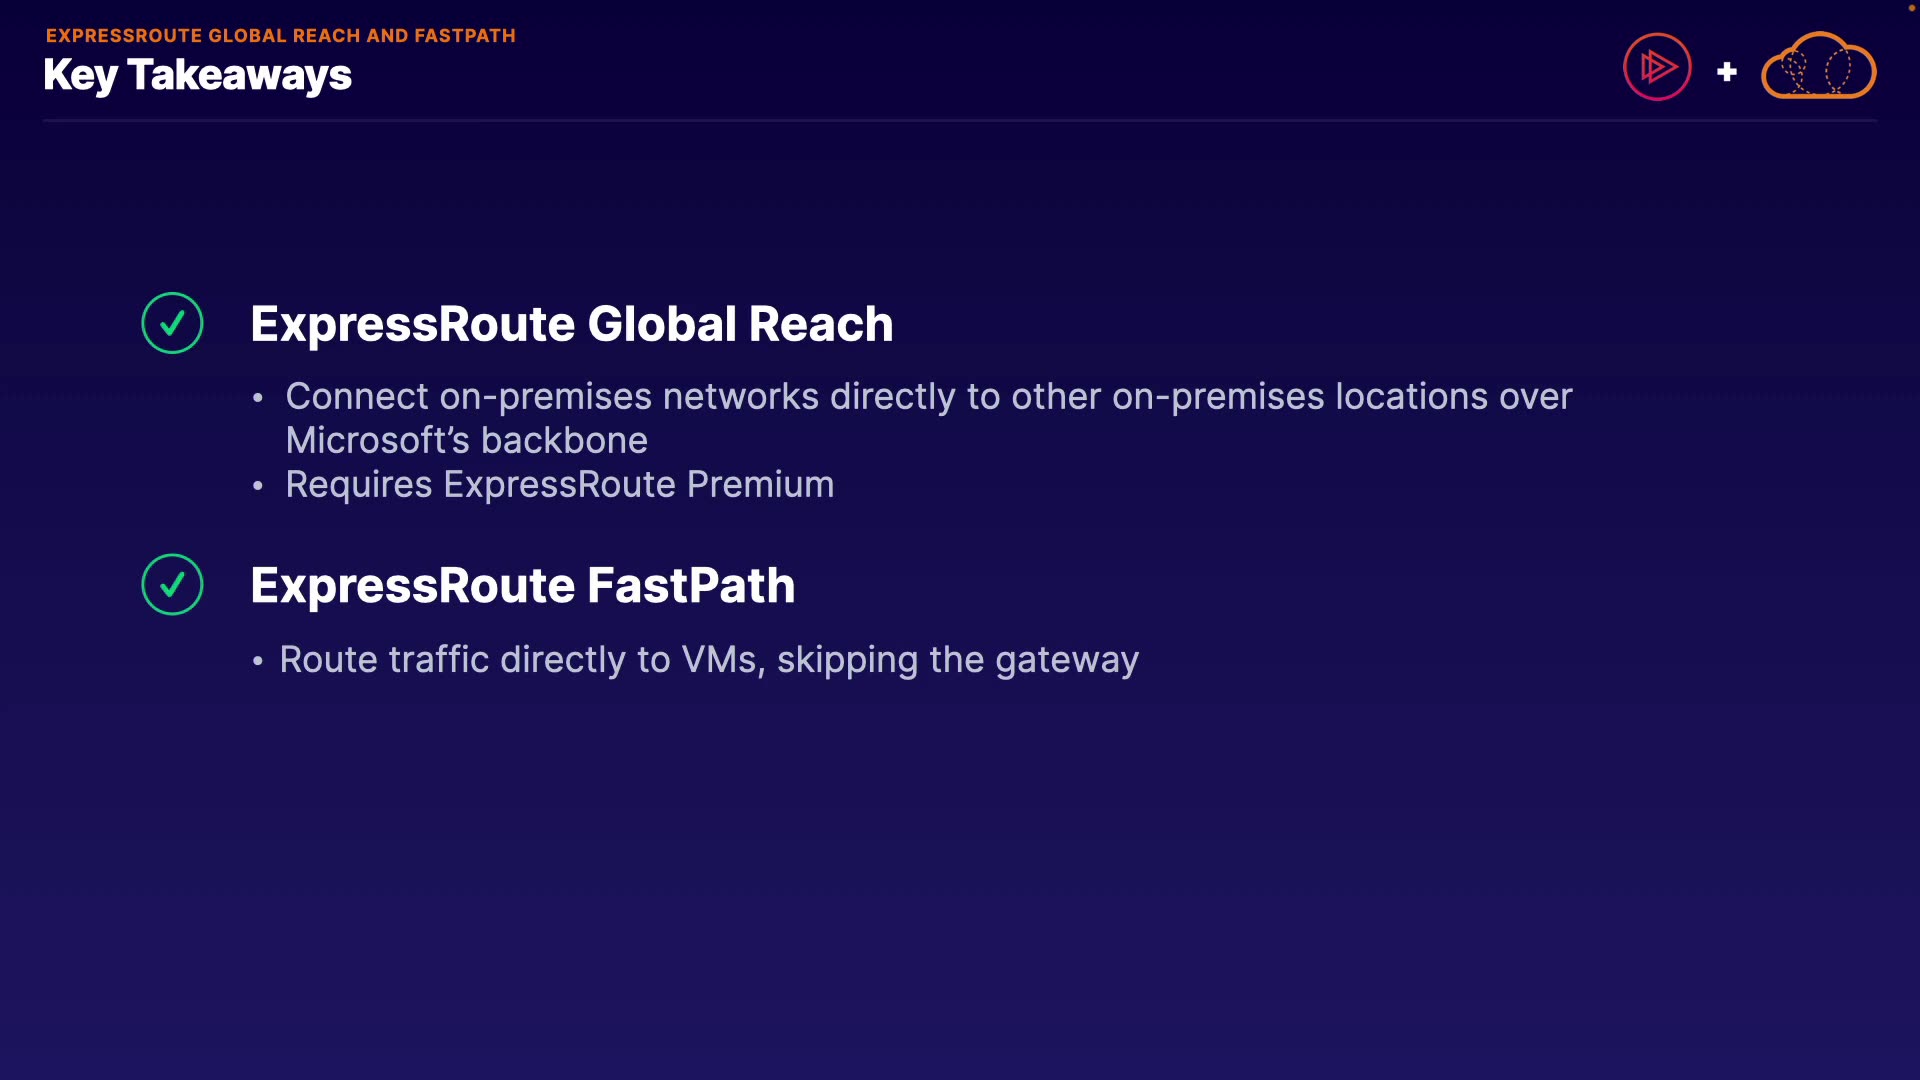 EXPRESSROUTE GLOBAL REACH AND FASTPATH
Key Takeaways
ExpressRoute Global Reach
• Connect on-premises networks directly to other on-premises locations over
Microsoft’s backbone
• Requires ExpressRoute Premium
ExpressRoute FastPath
• Route traffic directly to VMs, skipping the gateway